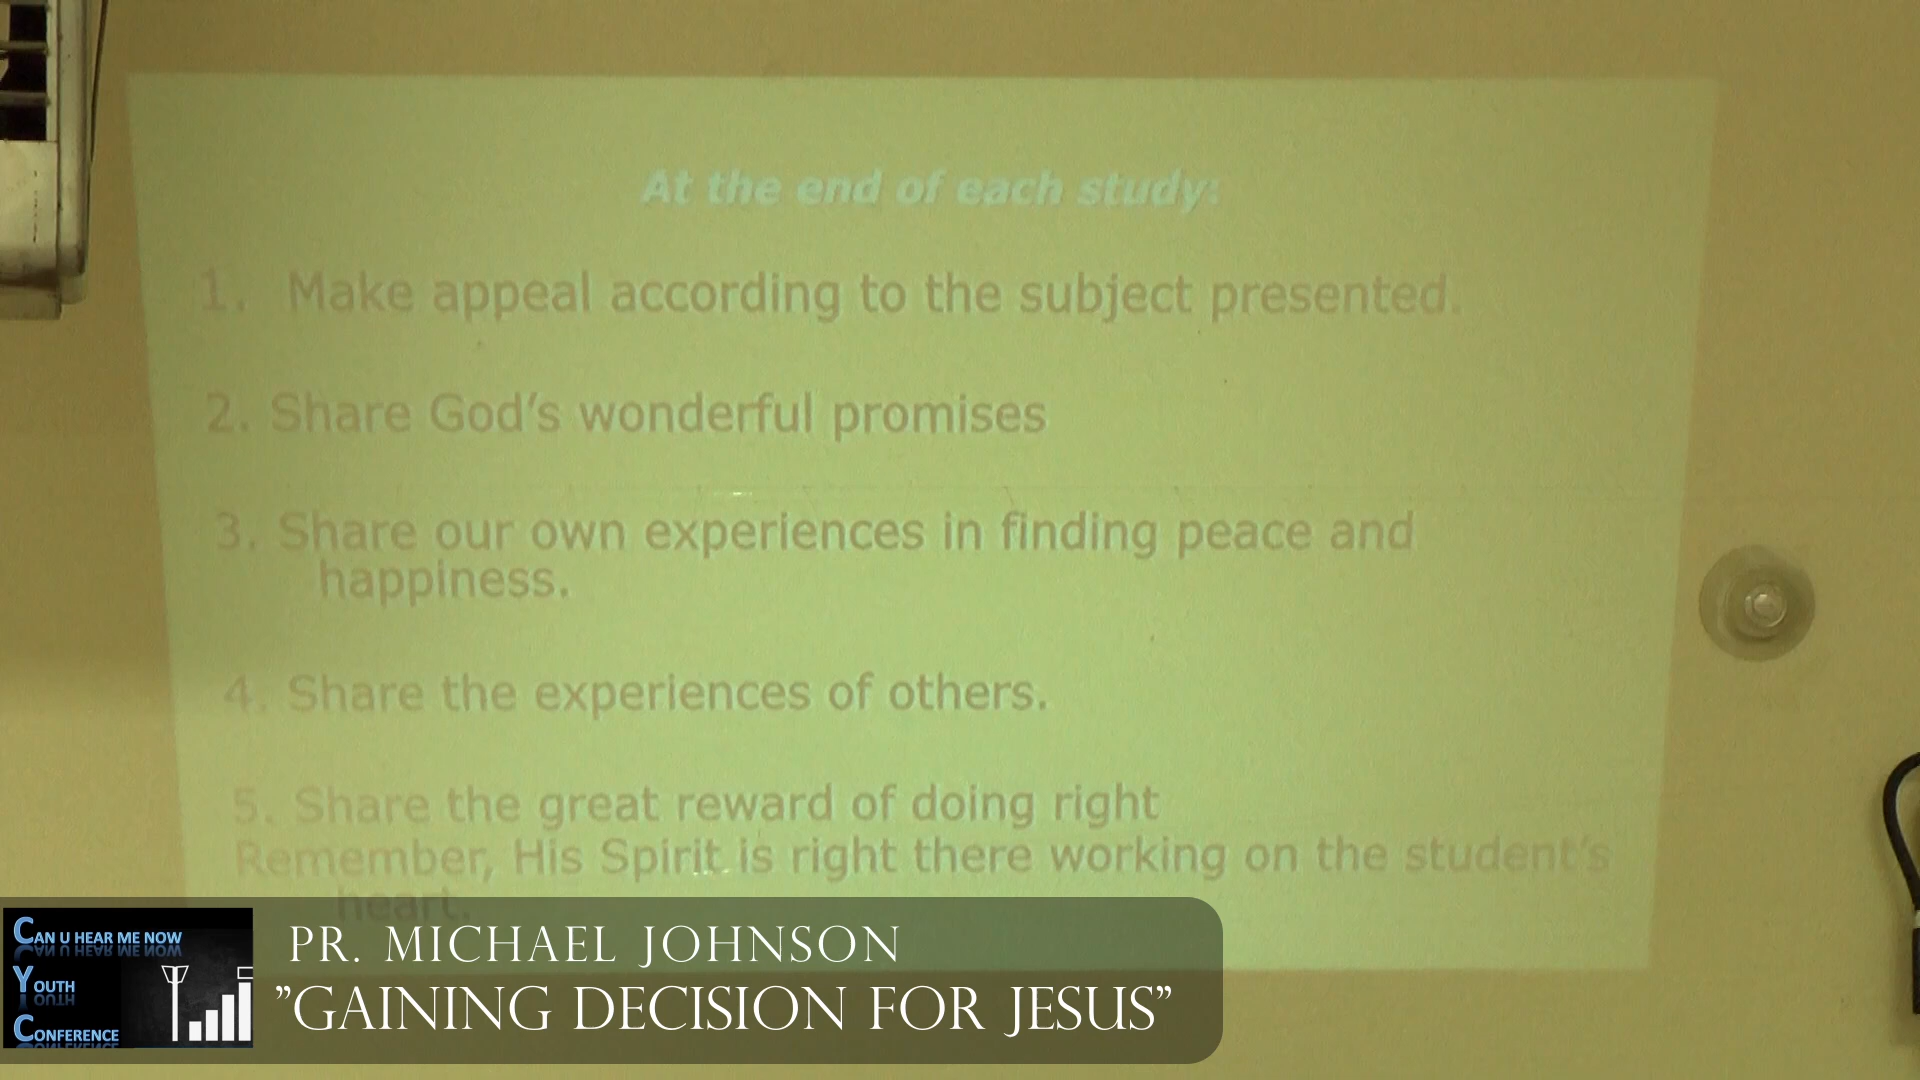 At the end of each study:
1. Make appeal according to the subject presented.
2. Share God's wonderful promises
3. Share our own experiences in finding peace and
happiness.
4. Share the experiences of others.
5. Share the great reward of doing right
Remember, His Spirit is right there working on the student's
heart.
CAN U HEAR ME NOW
YOUTH
CONFERENCE
PR. MICHAEL JOHNSON
"GAINING DECISION FOR JESUS"